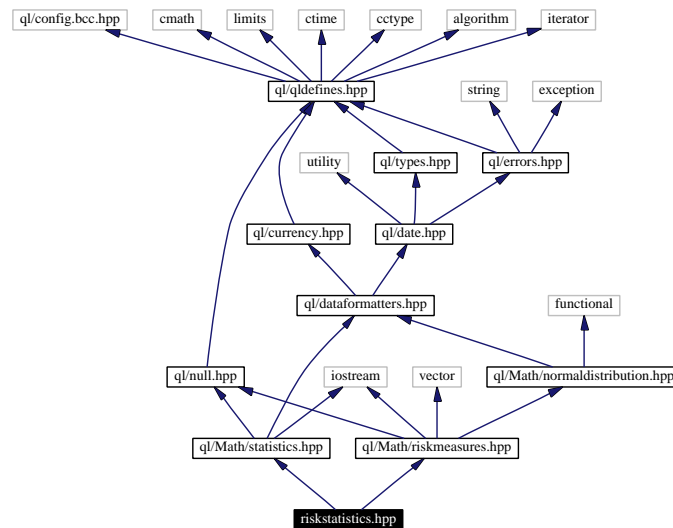 ql/config.bcc.hpp
cmath
limits
ctime
cctype
algorithm
iterator
ql/qldefines.hpp
string
exception
utility
ql/types.hpp
ql/errors.hpp
ql/currency.hpp
ql/date.hpp
ql/dataformatters.hpp
functional
ql/null.hpp
iostream
vector
ql/Math/normaldistribution.hpp
ql/Math/statistics.hpp
ql/Math/riskmeasures.hpp
riskstatistics.hpp